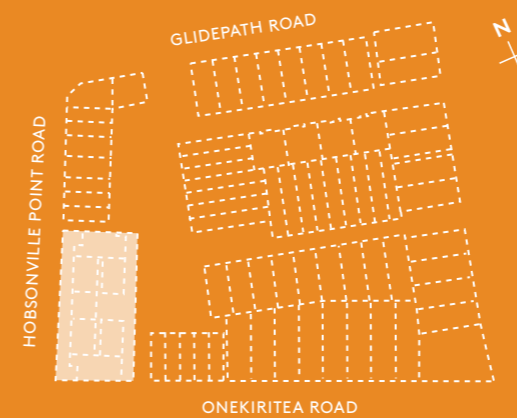 GLIDEPATH ROAD
N
HOBSONVILLE POINT ROAD
ONEKIRITEA ROAD